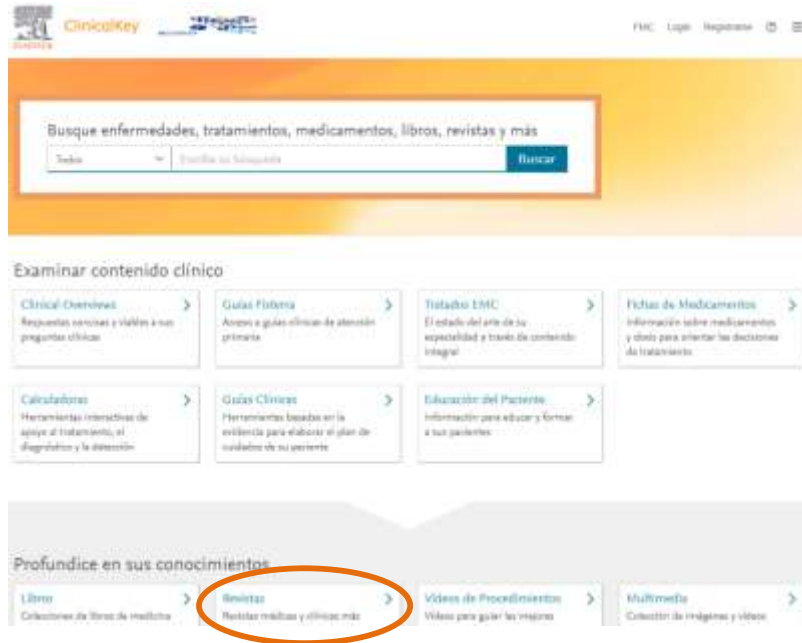 ClinicalKey
ELSEVIER
FMC Login Registrarse
Busque enfermedades, tratamientos, medicamentos, libros, revistas y más
Todos Escriba su búsqueda Buscar
Examinar contenido clínico
Clinical Overviews
Respuestas concisas y viables a sus
preguntas clínicas
Guías Fisterra
Acceso a guías clínicas de atención
primaria
Tratados EMC
El estado del arte de su
especialidad a través de contenido
integral
Fichas de Medicamentos
Información sobre medicamentos
y dosis para orientar las decisiones
de tratamiento
Calculadoras
Herramientas interactivas de
apoyo al tratamiento, el
diagnóstico y la detección
Guías Clínicas
Herramientas basadas en la
evidencia para elaborar el plan de
cuidados de su paciente
Educación del Paciente
Información para educar y formar
a sus pacientes
Profundice en sus conocimientos
Libros
Colecciones de libros de medicina
Revistas
Revistas médicas y clínicas más
Vídeos de Procedimientos
Vídeos para guiar las mejores
Multimedia
Colección de imágenes y vídeos